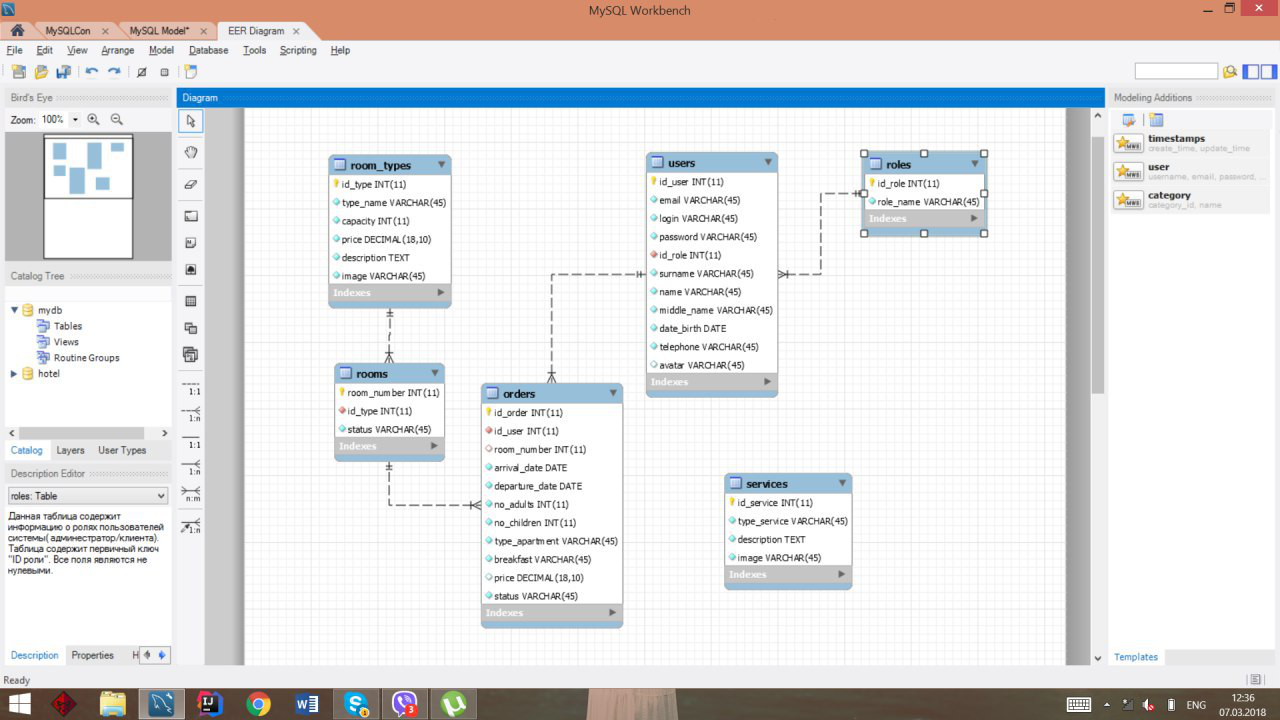 MySQL Workbench
MySQLCon
MySQL Model*
EER Diagram
File Edit View Arrange Model Database Tools Scripting Help
Bird's Eye
Zoom: 100%
Catalog Tree
mydb
Tables
Views
Routine Groups
hotel
Catalog Layers User Types
Description Editor
roles: Table
Данная таблица содержит
информацию о ролях пользователей
системы( админестратор/клиента).
Таблица содержит первичный ключ
"ID роли". Все поля являются не
нулевыми.
Description Properties H
Ready
1:1
1:n
1:1
1:n
n:m
1:n
Diagram
room_types
id_type INT(11)
type_name VARCHAR(45)
capacity INT(11)
price DECIMAL(18,10)
description TEXT
image VARCHAR(45)
Indexes
rooms
room_number INT(11)
id_type INT(11)
status VARCHAR(45)
Indexes
orders
id_order INT(11)
id_user INT(11)
room_number INT(11)
arrival_date DATE
departure_date DATE
no_adults INT(11)
no_children INT(11)
type_apartment VARCHAR(45)
breakfast VARCHAR(45)
price DECIMAL(18,10)
status VARCHAR(45)
Indexes
users
id_user INT(11)
email VARCHAR(45)
login VARCHAR(45)
password VARCHAR(45)
id_role INT(11)
surname VARCHAR(45)
name VARCHAR(45)
middle_name VARCHAR(45)
date_birth DATE
telephone VARCHAR(45)
avatar VARCHAR(45)
Indexes
roles
id_role INT(11)
role_name VARCHAR(45)
Indexes
services
id_service INT(11)
type_service VARCHAR(45)
description TEXT
image VARCHAR(45)
Indexes
Modeling Additions
timestamps
create_time, update_time
user
username, email, password, ...
category
category_id, name
Templates
ENG
12:36
07.03.2018